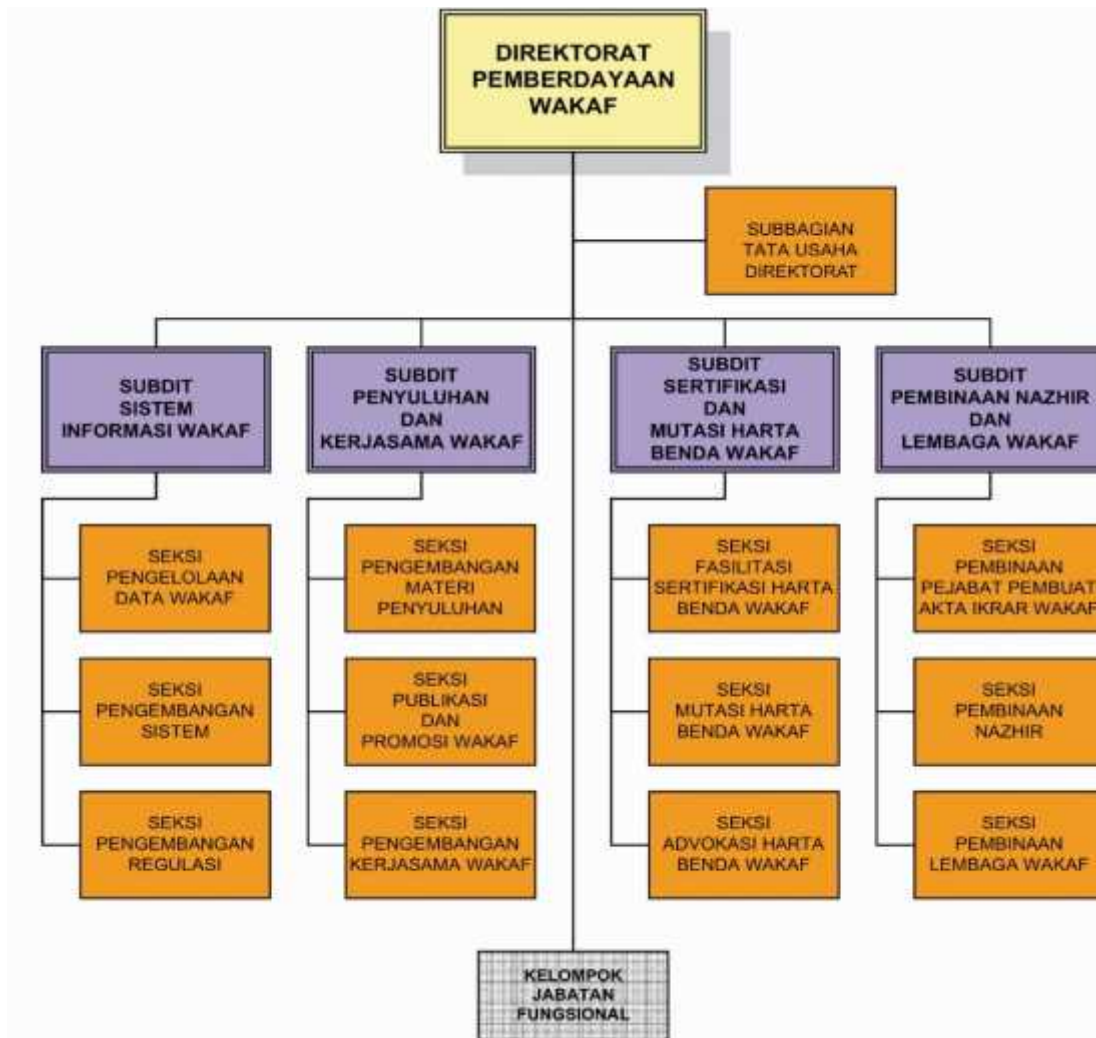 DIREKTORAT
PEMBERDAYAAN
WAKAF
SUBBAGIAN
TATA USAHA
DIREKTORAT
SUBDIT
SISTEM
INFORMASI WAKAF
SUBDIT
PENYULUHAN
DAN
KERJASAMA WAKAF
SUBDIT
SERTIFIKASI
DAN
MUTASI HARTA
BENDA WAKAF
SUBDIT
PEMBINAAN NAZHIR
DAN
LEMBAGA WAKAF
SEKSI
PENGELOLAAN
DATA WAKAF
SEKSI
PENGEMBANGAN
MATERI
PENYULUHAN
SEKSI
FASILITASI
SERTIFIKASI HARTA
BENDA WAKAF
SEKSI
PEMBINAAN
PEJABAT PEMBUAT
AKTA IKRAR WAKAF
SEKSI
PENGEMBANGAN
SISTEM
SEKSI
PUBLIKASI
DAN
PROMOSI WAKAF
SEKSI
MUTASI HARTA
BENDA WAKAF
SEKSI
PEMBINAAN
NAZHIR
SEKSI
PENGEMBANGAN
REGULASI
SEKSI
PENGEMBANGAN
KERJASAMA WAKAF
SEKSI
ADVOKASI HARTA
BENDA WAKAF
SEKSI
PEMBINAAN
LEMBAGA WAKAF
KELOMPOK
JABATAN
FUNGSIONAL